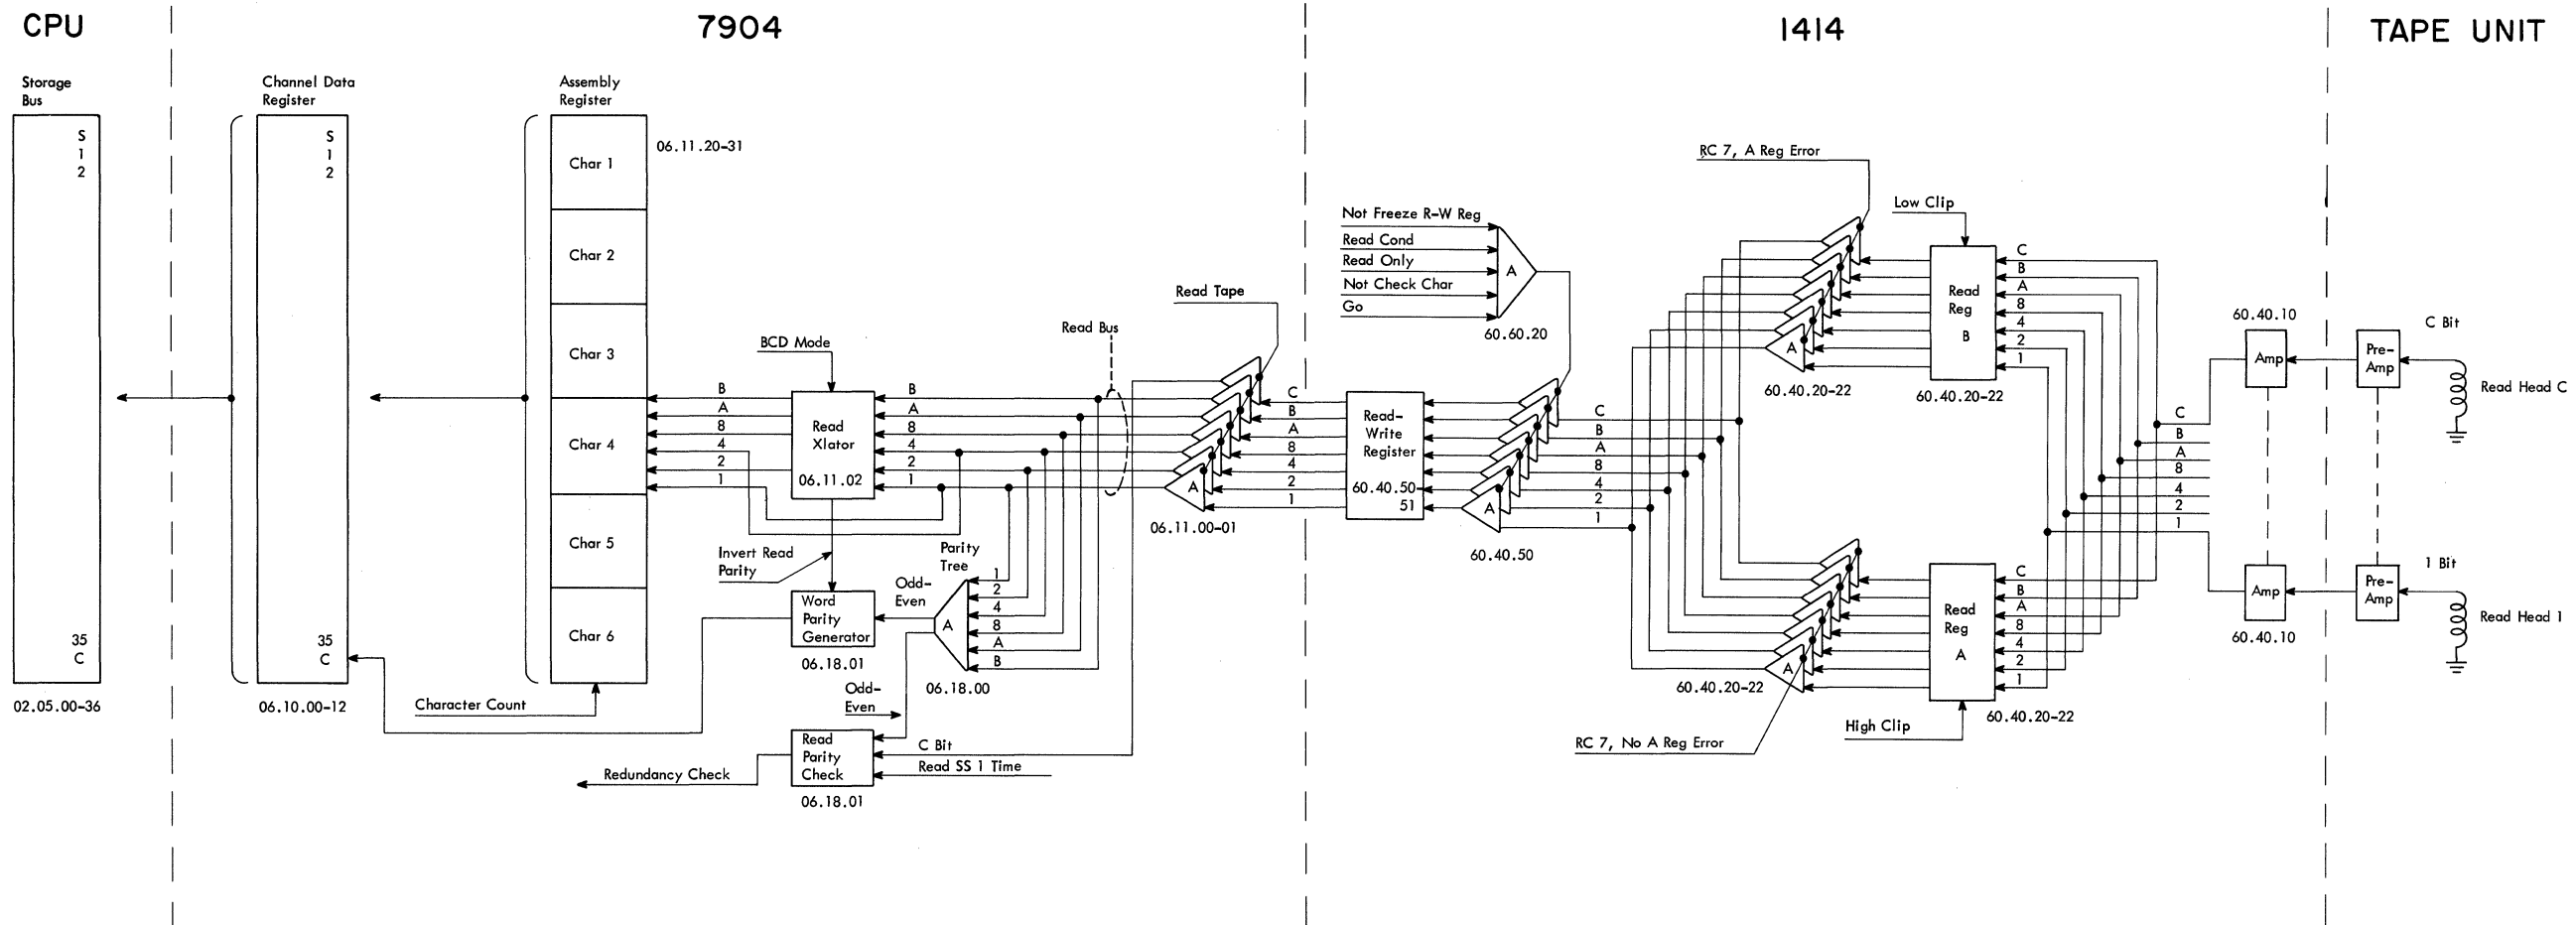 CPU
7904
1414
TAPE UNIT
Storage
Bus
S
1
2
35
C
02.05.00-36
Channel Data
Register
S
1
2
35
C
06.10.00-12
Assembly
Register
06.11.20-31
Char 1
Char 2
Char 3
Char 4
Char 5
Char 6
Character Count
B
A
8
4
2
1
BCD Mode
Read
Xlator
06.11.02
B
A
8
4
2
1
Read Bus
Read Tape
A
06.11.00-01
Invert Read
Parity
Word
Parity
Generator
06.18.01
Odd-
Even
Parity
Tree
1
2
4
8
A
B
A
06.18.00
Odd-
Even
Read
Parity
Check
06.18.01
C Bit
Read SS 1 Time
Redundancy Check
C
B
A
8
4
2
1
Not Freeze R-W Reg
Read Cond
Read Only
Not Check Char
Go
A
60.60.20
Read-
Write
Register
60.40.50-
51
A
60.40.50
C
B
A
8
4
2
1
RC 7, A Reg Error
A
60.40.20-22
Low Clip
Read
Reg
B
60.40.20-22
C
B
A
8
4
2
1
A
60.40.20-22
RC 7, No A Reg Error
Read
Reg
A
High Clip
60.40.20-22
C
B
A
8
4
2
1
C
B
A
8
4
2
1
60.40.10
Amp
Amp
60.40.10
C Bit
Pre-
Amp
Read Head C
1 Bit
Pre-
Amp
Read Head 1